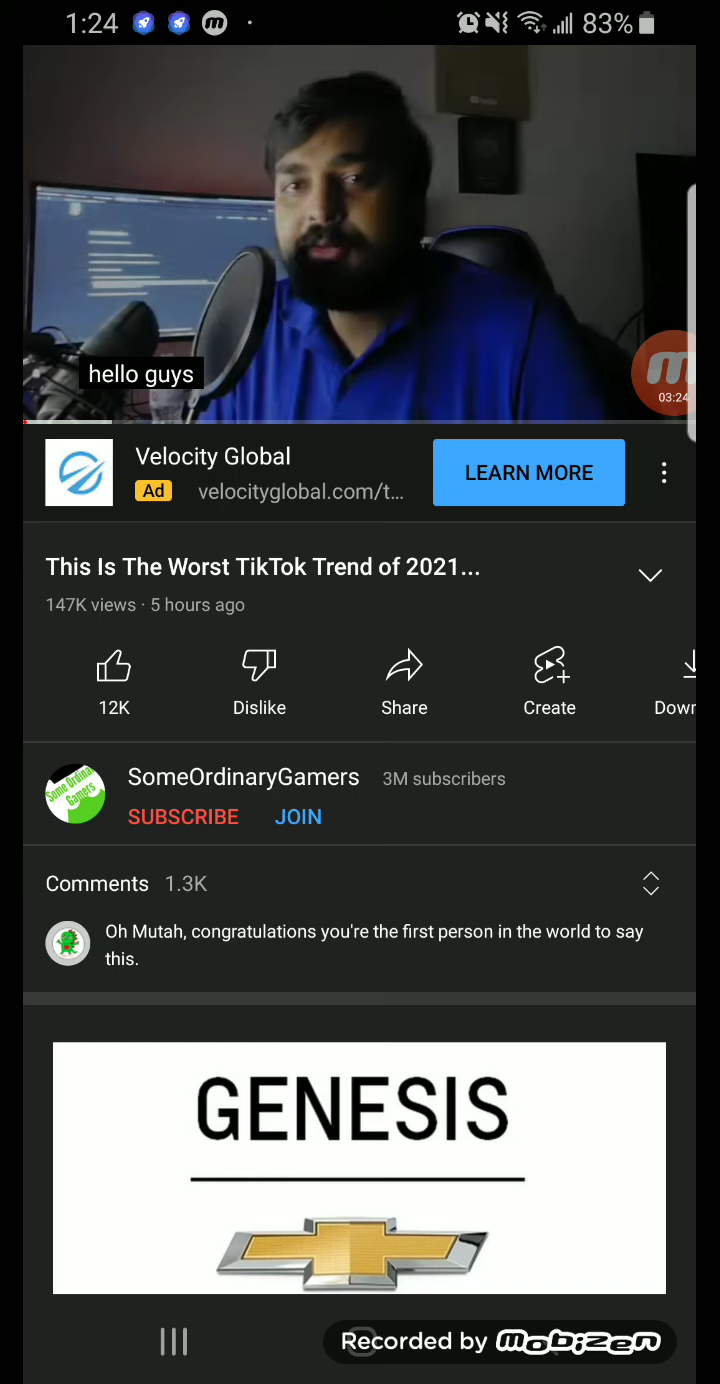 1:24
83%
hello guys
03:24
Velocity Global
LEARN MORE
Ad velocityglobal.com/t...
This Is The Worst TikTok Trend of 2021...
147K views · 5 hours ago
12K Dislike Share Create Down
SomeOrdinaryGamers 3M subscribers
Some Ordinary
Gamers
SUBSCRIBE JOIN
Comments 1.3K
Oh Mutah, congratulations you're the first person in the world to say
this.
GENESIS
Recorded by mobizen